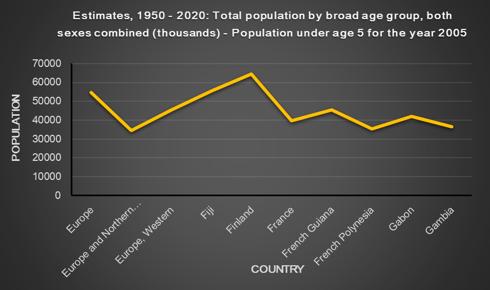 Estimates, 1950 - 2020: Total population by broad age group, both
sexes combined (thousands) - Population under age 5 for the year 2005
POPULATION
70000
60000
50000
40000
30000
20000
10000
0
Europe
Europe and Northern...
Europe, Western
Fiji
Finland
France
French Guiana
French Polynesia
Gabon
Gambia
COUNTRY